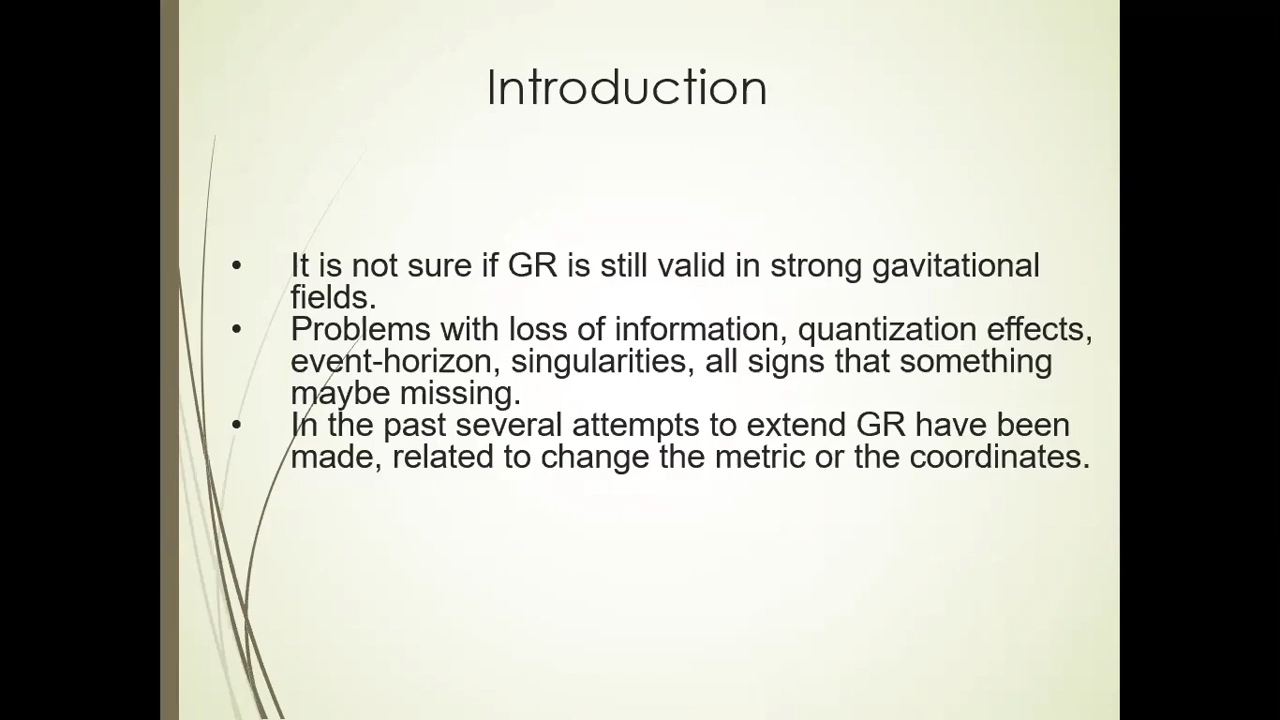 Introduction
• It is not sure if GR is still valid in strong gavitational
fields.
• Problems with loss of information, quantization effects,
event-horizon, singularities, all signs that something
maybe missing.
• In the past several attempts to extend GR have been
made, related to change the metric or the coordinates.